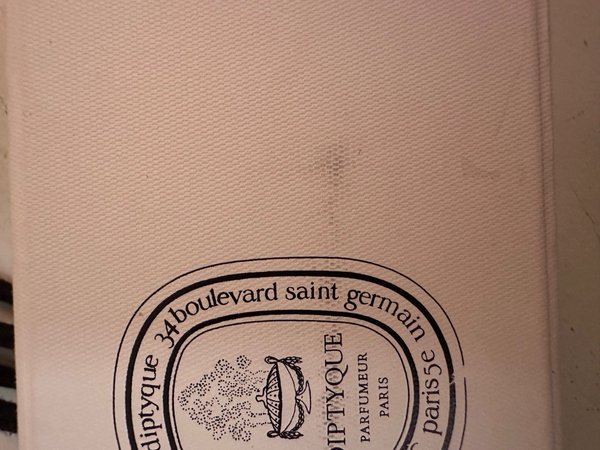 diptyque 34 boulevard saint germain paris 5e
DIPTYQUE
PARFUMEUR
PARIS